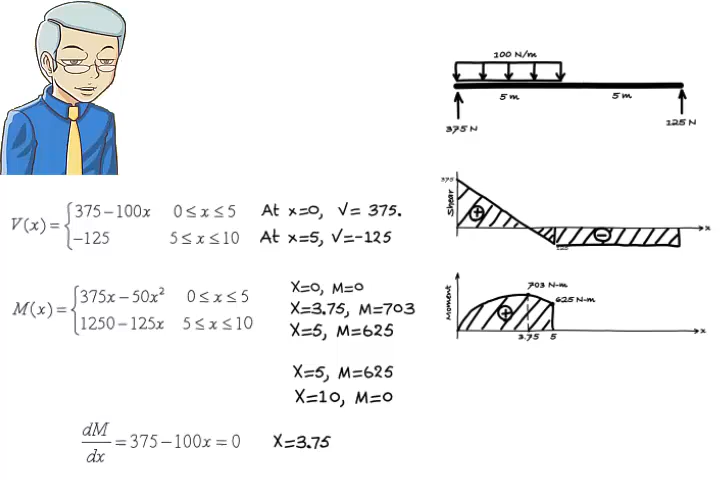 100 N/m
5 m 5 m
375 N 125 N
V(x) = { 375 − 100x 0 ≤ x ≤ 5 At x=0, V= 375.
−125 5 ≤ x ≤ 10 At x=5, V=-125
375
Shear
+
−
x
125
M(x) = { 375x − 50x² 0 ≤ x ≤ 5
1250 − 125x 5 ≤ x ≤ 10
X=0, M=0
X=3.75, M=703
X=5, M=625
X=5, M=625
X=10, M=0
703 N-m
625 N-m
Moment
+
x
3.75 5
dM/dx = 375 − 100x = 0 X=3.75